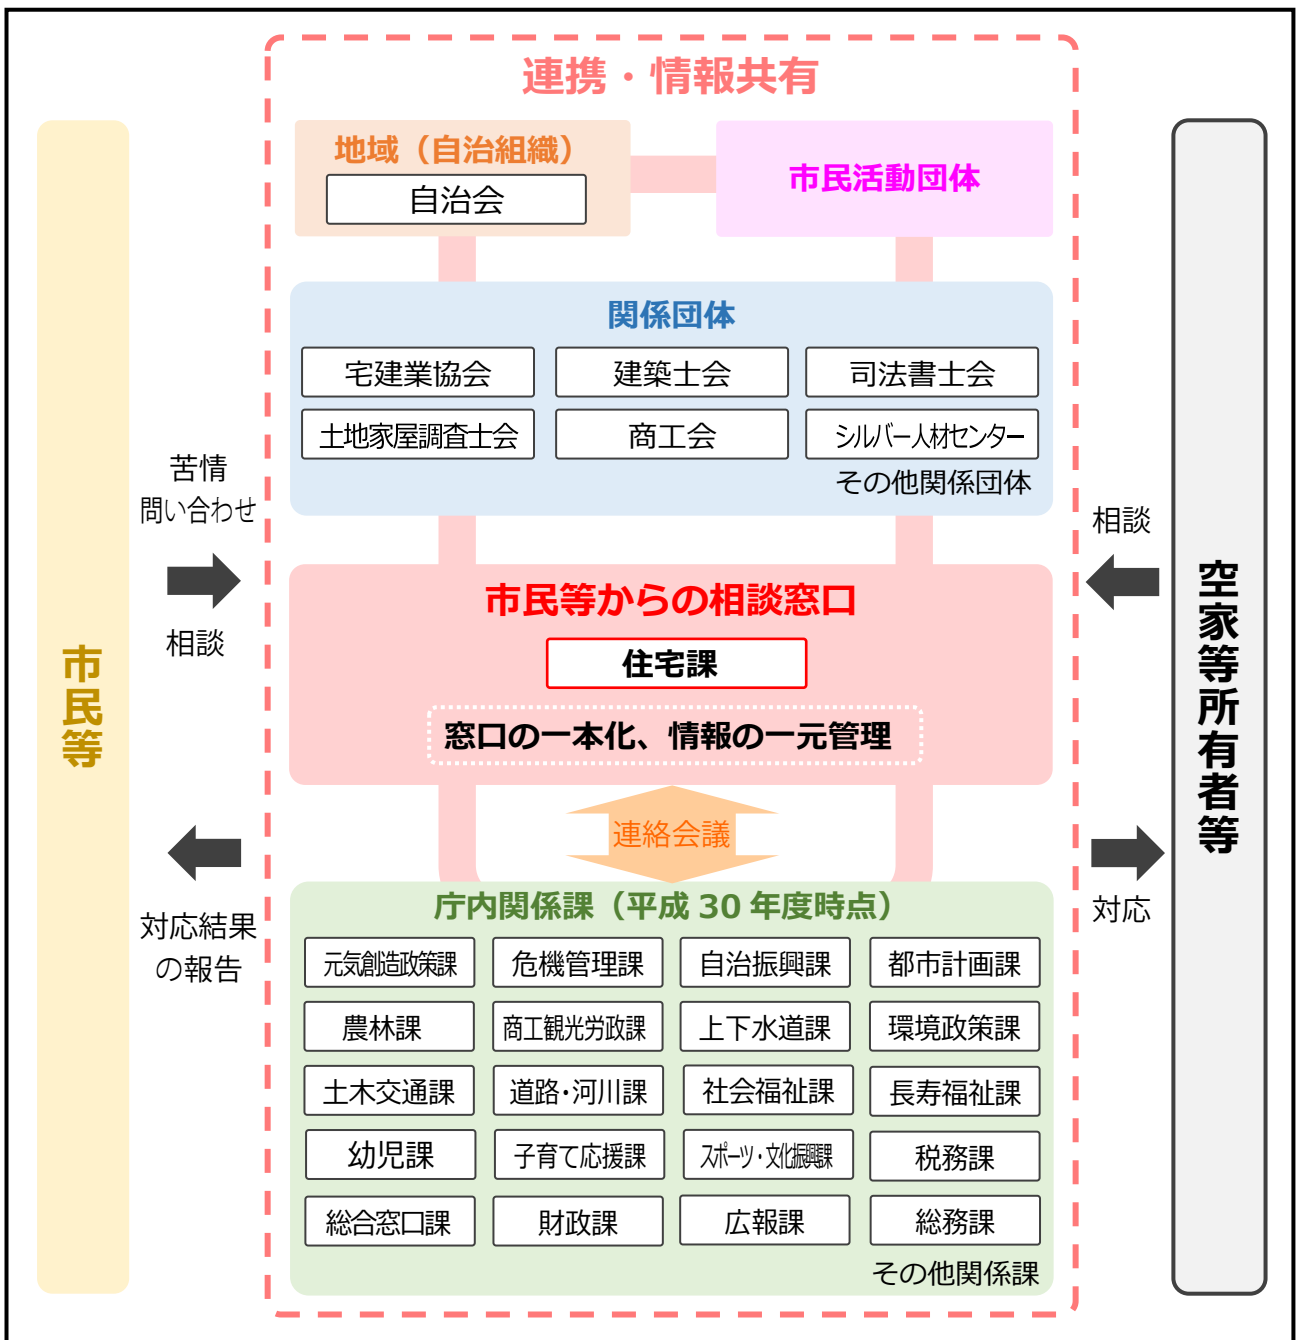 連携・情報共有
地域（自治組織）
自治会
市民活動団体
関係団体
宅建業協会
建築士会
司法書士会
土地家屋調査士会
商工会
シルバー人材センター
その他関係団体
市民等
苦情
問い合わせ
相談
対応結果
の報告
市民等からの相談窓口
住宅課
窓口の一本化、情報の一元管理
連絡会議
庁内関係課（平成 30 年度時点）
元気創造政策課
危機管理課
自治振興課
都市計画課
農林課
商工観光労政課
上下水道課
環境政策課
土木交通課
道路・河川課
社会福祉課
長寿福祉課
幼児課
子育て応援課
スポーツ・文化振興課
税務課
総合窓口課
財政課
広報課
総務課
その他関係課
相談
対応
空家等所有者等